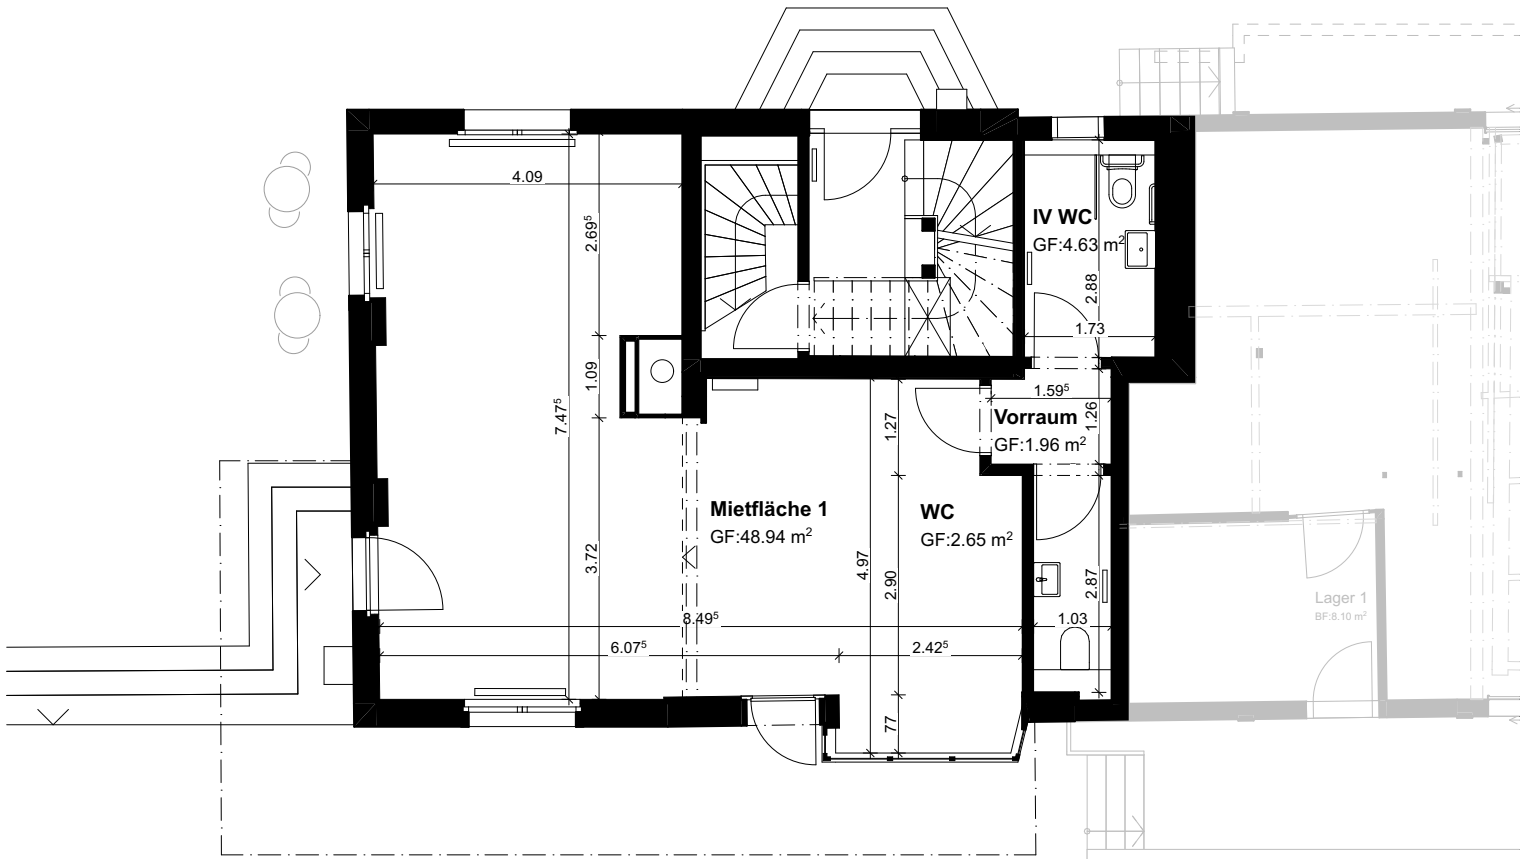 4.09
2.69⁵
IV WC
GF:4.63 m²
2.88
1.73
1.09
7.47⁵
1.59⁵
1.26
1.27
Vorraum
GF:1.96 m²
Mietfläche 1
GF:48.94 m²
WC
GF:2.65 m²
3.72
4.97
2.90
2.87
Lager 1
BF:8.10 m²
8.49⁵
1.03
6.07⁵
2.42⁵
77